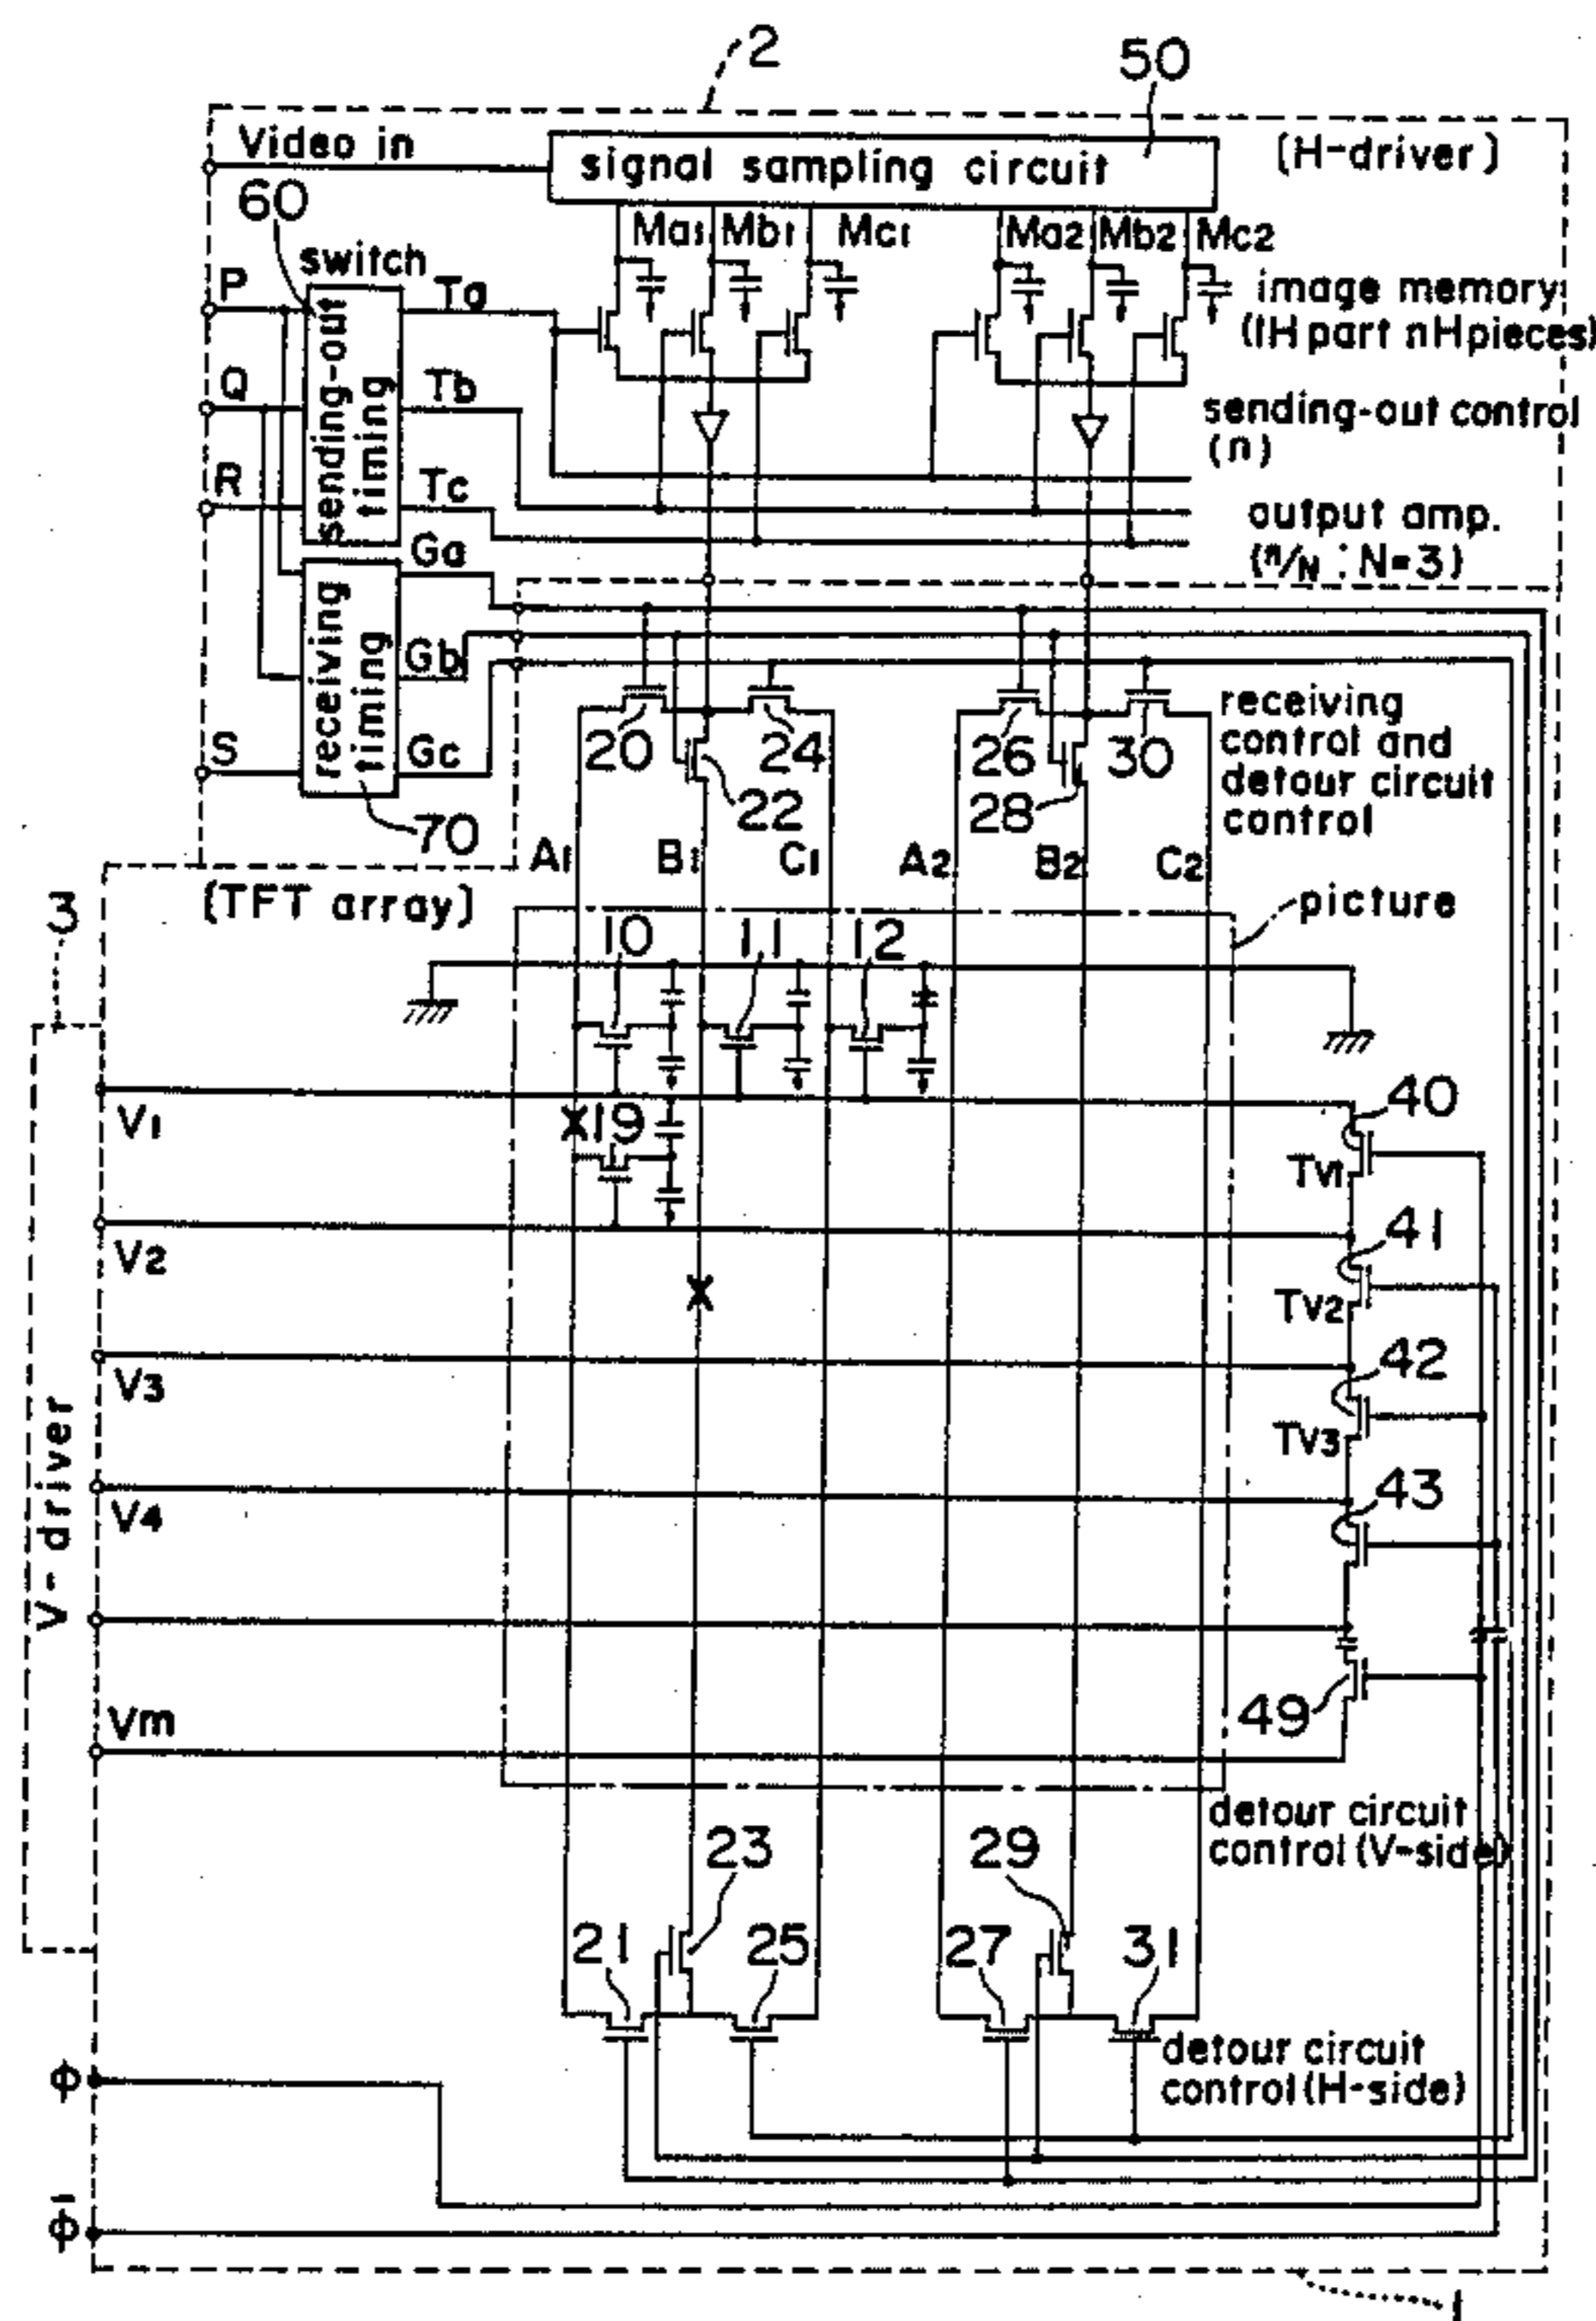 2
50
Video in
signal sampling circuit
(H-driver)
60
switch
Ma1 Mb1 Mc1 Ma2 Mb2 Mc2
P
Ta
image memory
(1H part nH pieces)
sending-out
timing
Q
Tb
sending-out control
(n)
R
Tc
output amp.
(n/N : N=3)
Ga
receiving
timing
Gb
S
Gc
70
20
24
22
26
30
28
receiving
control and
detour circuit
control
A1 B1 C1 A2 B2 C2
3
(TFT array)
picture
10 11 12
V1
19
40
TV1
V2
41
TV2
V3
42
TV3
V4
43
V-driver
Vm
49
detour circuit
control (V-side)
23
29
21
25
27
31
detour circuit
control (H-side)
ϕ
ϕ̄
1